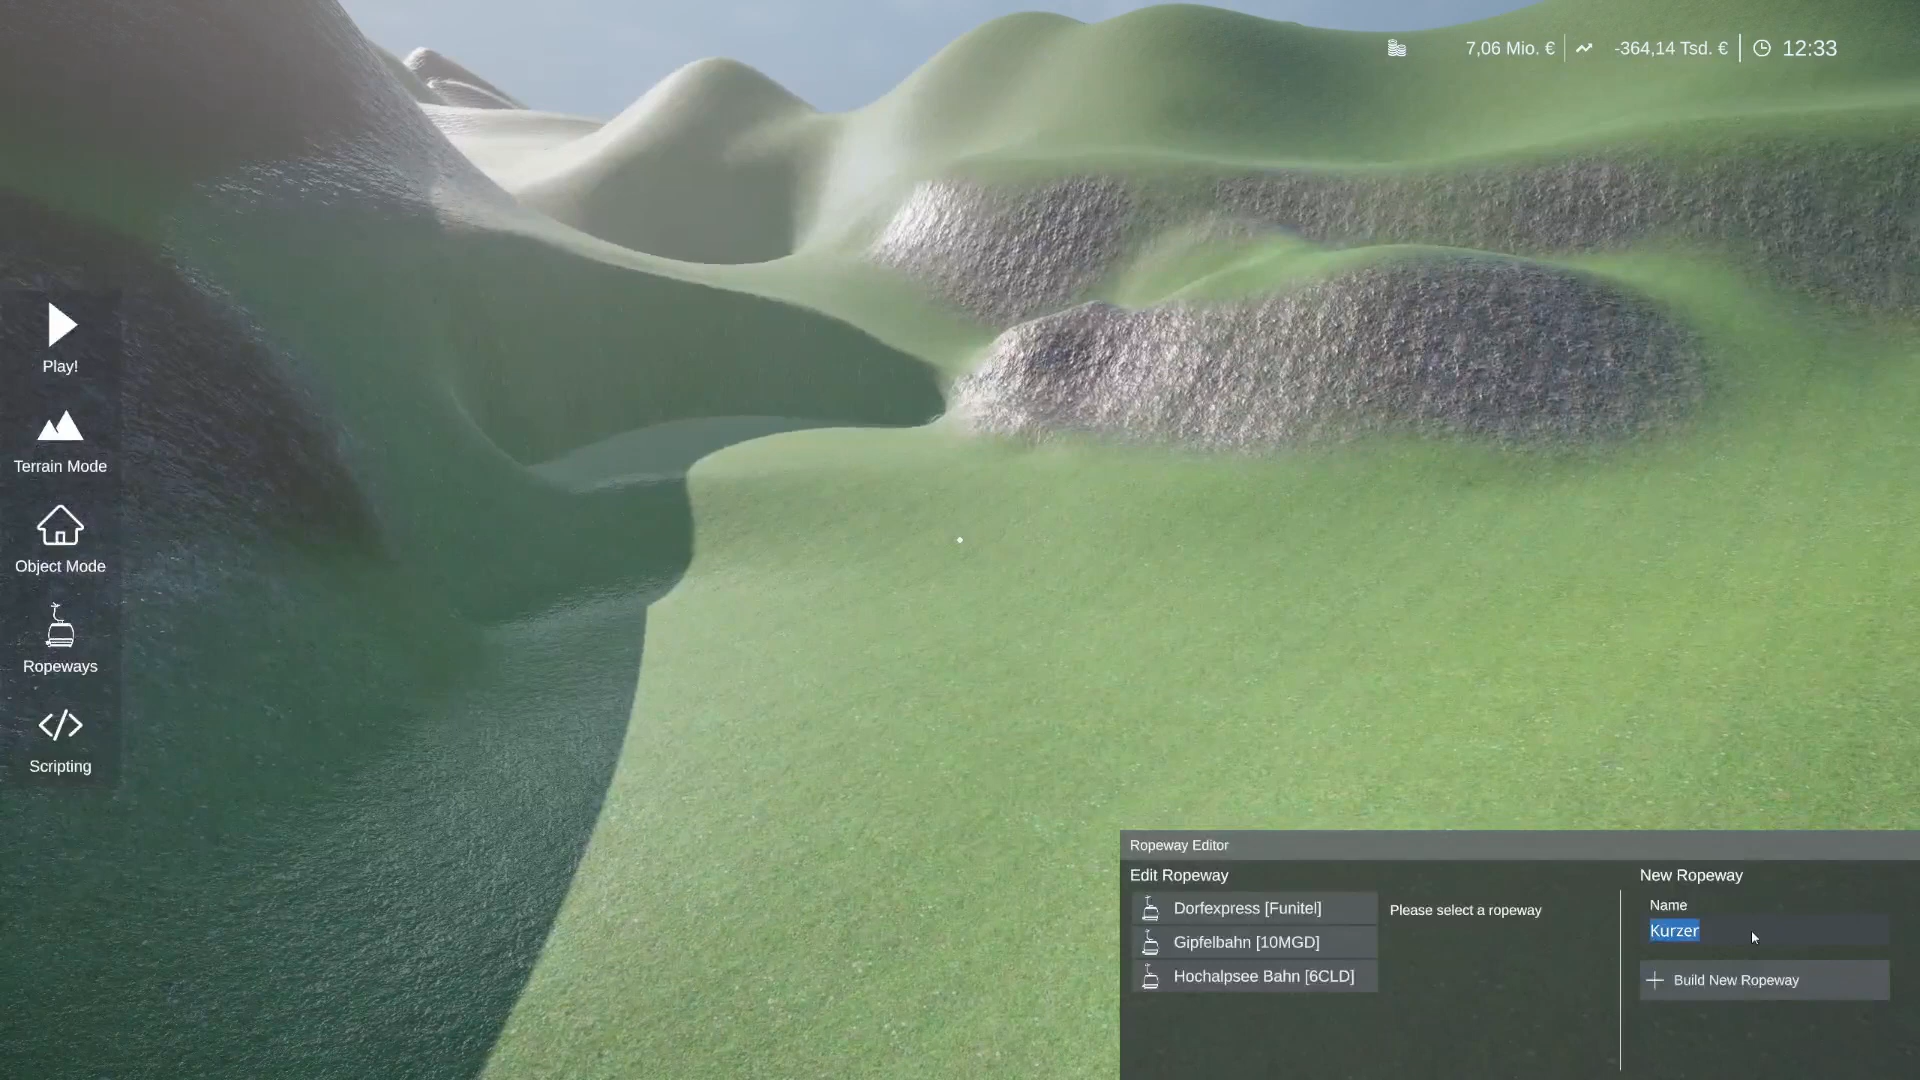 7,06 Mio. €
-364,14 Tsd. €
12:33
Play!
Terrain Mode
Object Mode
Ropeways
Scripting
Ropeway Editor
Edit Ropeway
Dorfexpress [Funitel]
Gipfelbahn [10MGD]
Hochalpsee Bahn [6CLD]
Please select a ropeway
New Ropeway
Name
Kurzer
Build New Ropeway